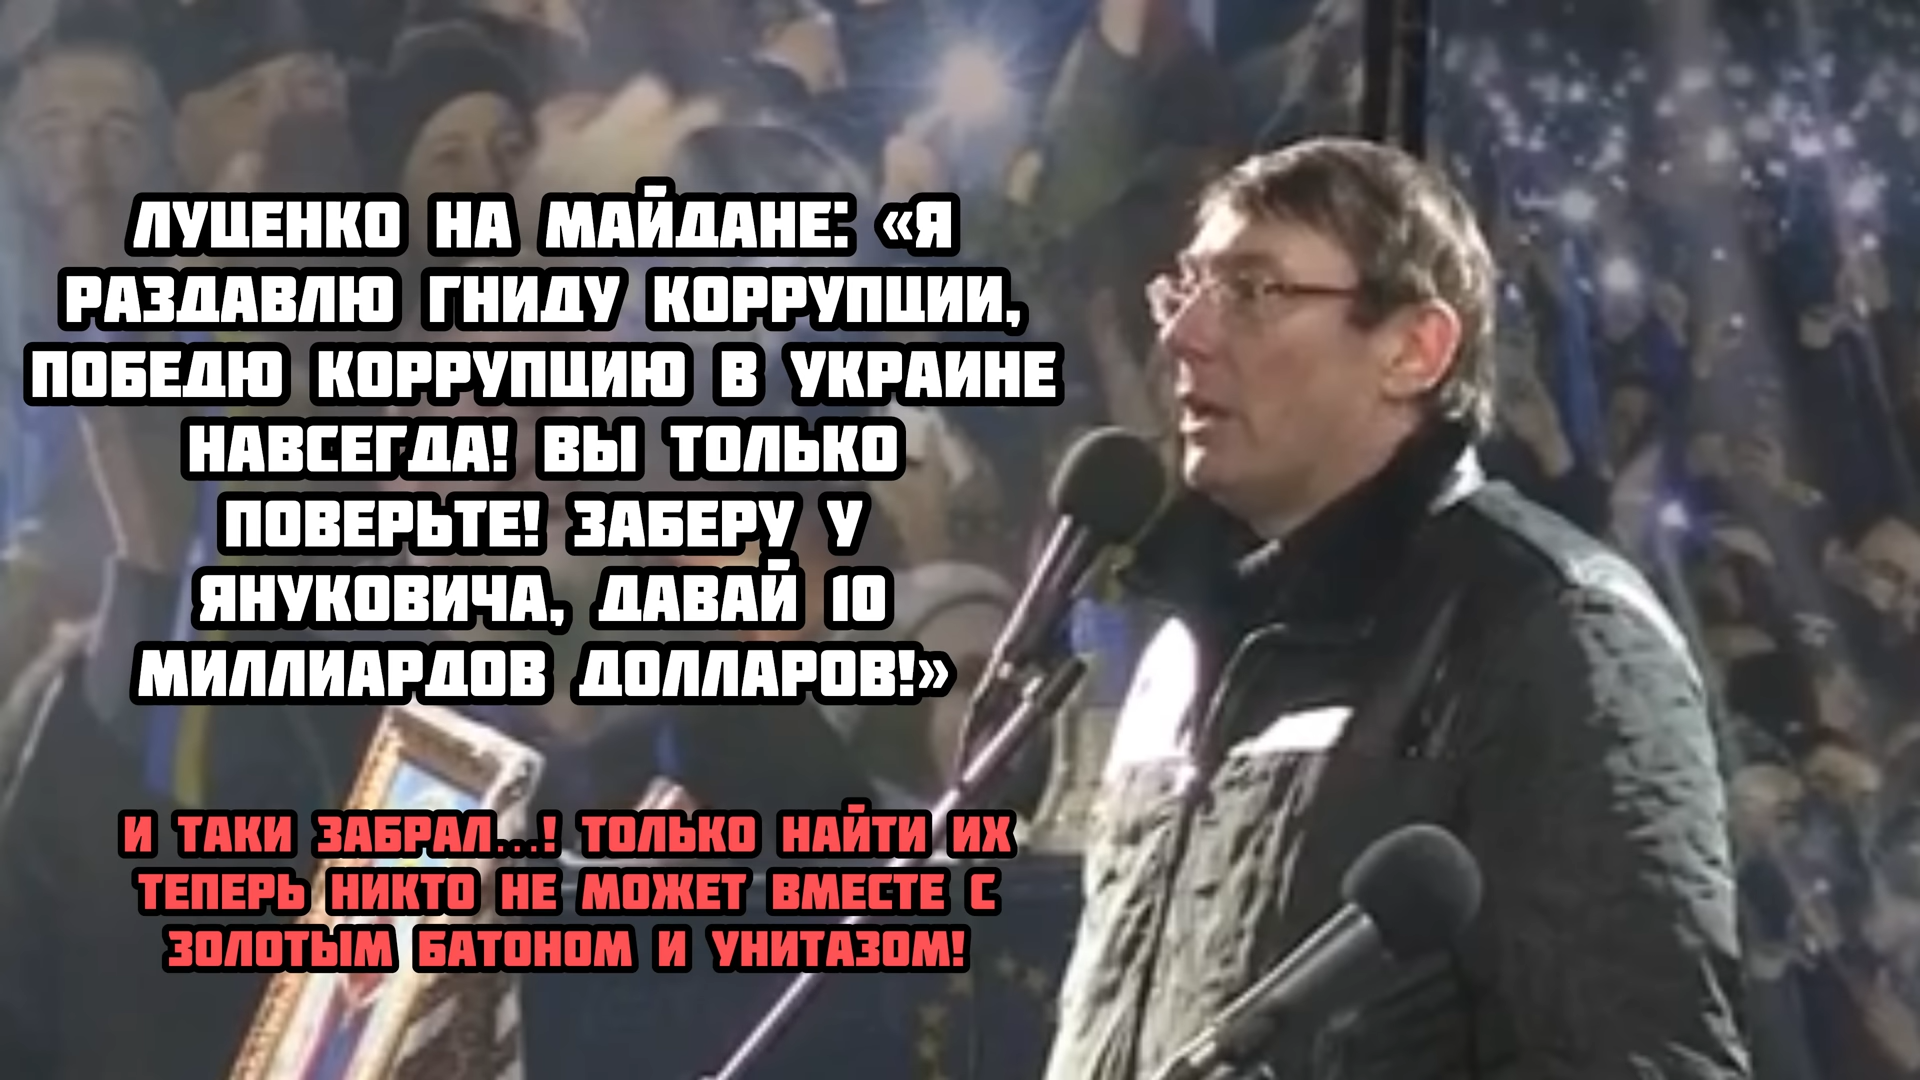 ЛУЦЕНКО НА МАЙДАНЕ: «Я
РАЗДАВЛЮ ГНИДУ КОРРУПЦИИ,
ПОБЕДЮ КОРРУПЦИЮ В УКРАИНЕ
НАВСЕГДА! ВЫ ТОЛЬКО
ПОВЕРЬТЕ! ЗАБЕРУ У
ЯНУКОВИЧА, ДАВАЙ 10
МИЛЛИАРДОВ ДОЛЛАРОВ!»
И ТАКИ ЗАБРАЛ...! ТОЛЬКО НАЙТИ ИХ
ТЕПЕРЬ НИКТО НЕ МОЖЕТ ВМЕСТЕ С
ЗОЛОТЫМ БАТОНОМ И УНИТАЗОМ!